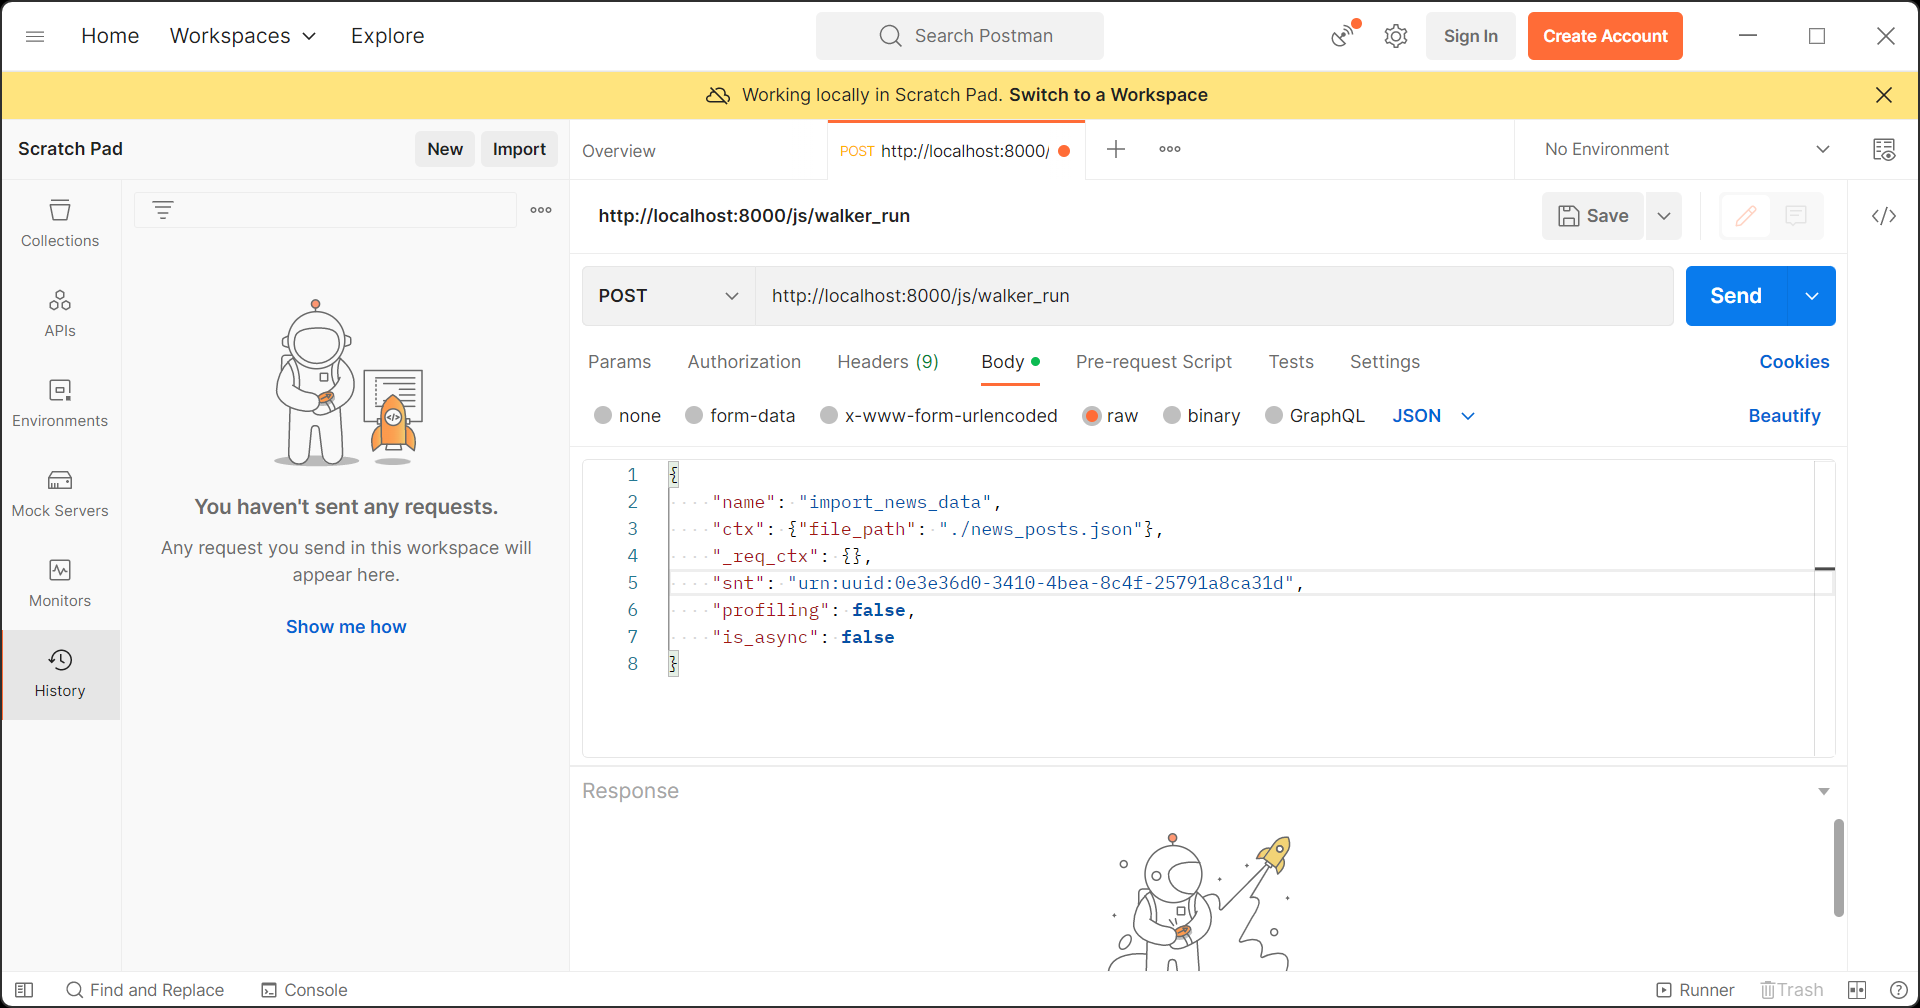 Home Workspaces Explore Search Postman Sign In Create Account
Working locally in Scratch Pad. Switch to a Workspace
Scratch Pad New Import
Overview POST http://localhost:8000/ No Environment
Collections
APIs
Environments
Mock Servers
Monitors
History
You haven't sent any requests.
Any request you send in this workspace will
appear here.
Show me how
http://localhost:8000/js/walker_run Save
POST http://localhost:8000/js/walker_run Send
Params Authorization Headers (9) Body Pre-request Script Tests Settings Cookies
none form-data x-www-form-urlencoded raw binary GraphQL JSON Beautify
1 {
2 "name": "import_news_data",
3 "ctx": {"file_path": "./news_posts.json"},
4 "_req_ctx": {},
5 "snt": "urn:uuid:0e3e36d0-3410-4bea-8c4f-25791a8ca31d",
6 "profiling": false,
7 "is_async": false
8 }
Response
Find and Replace Console Runner Trash